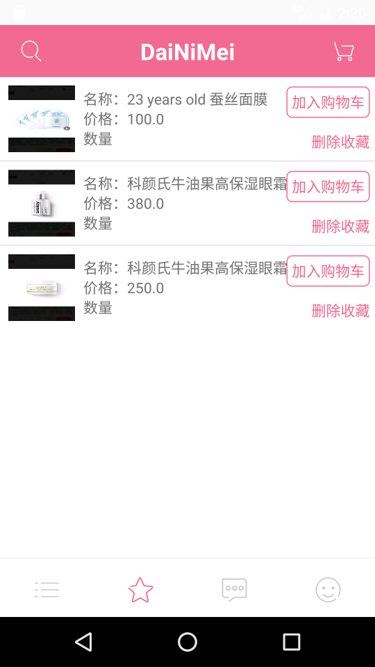 DaiNiMei
名称：23 years old 蚕丝面膜
加入购物车
价格：100.0
数量
删除收藏
名称：科颜氏牛油果高保湿眼霜
加入购物车
价格：380.0
数量
删除收藏
名称：科颜氏牛油果高保湿眼霜
加入购物车
价格：250.0
数量
删除收藏